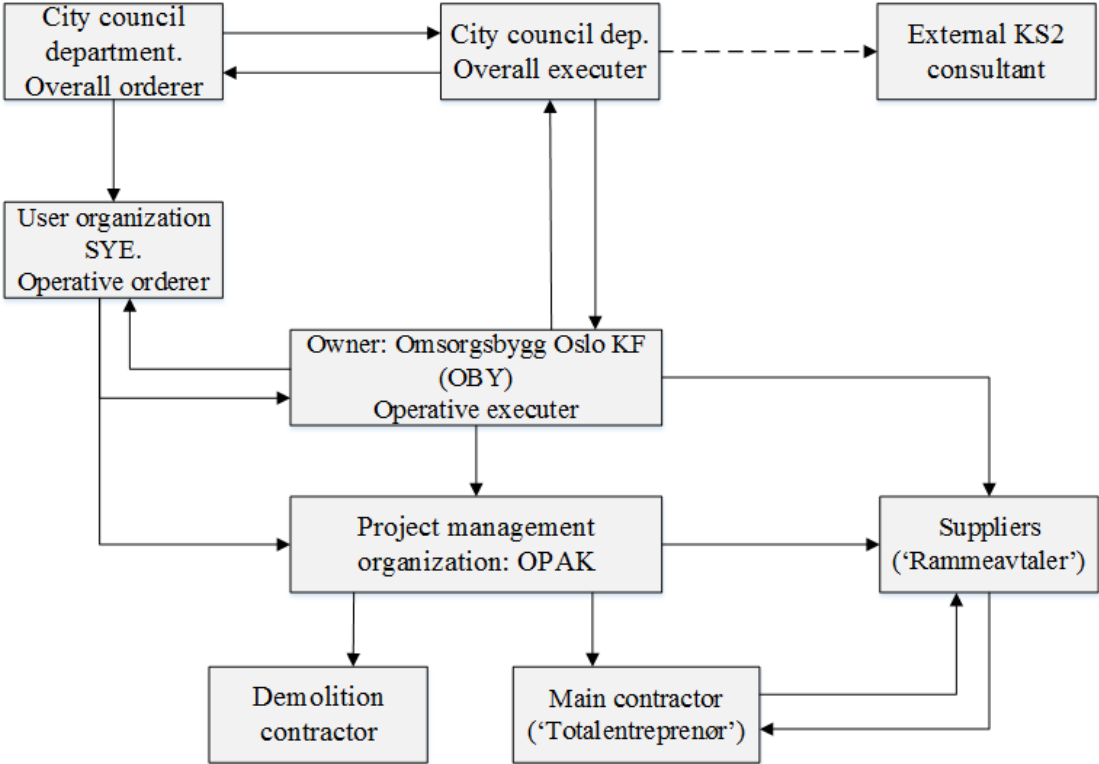 City council
department.
Overall orderer
City council dep.
Overall executer
External KS2
consultant
User organization
SYE.
Operative orderer
Owner: Omsorgsbygg Oslo KF
(OBY)
Operative executer
Project management
organization: OPAK
Suppliers
(‘Rammeavtaler’)
Demolition
contractor
Main contractor
(‘Totalentreprenør’)